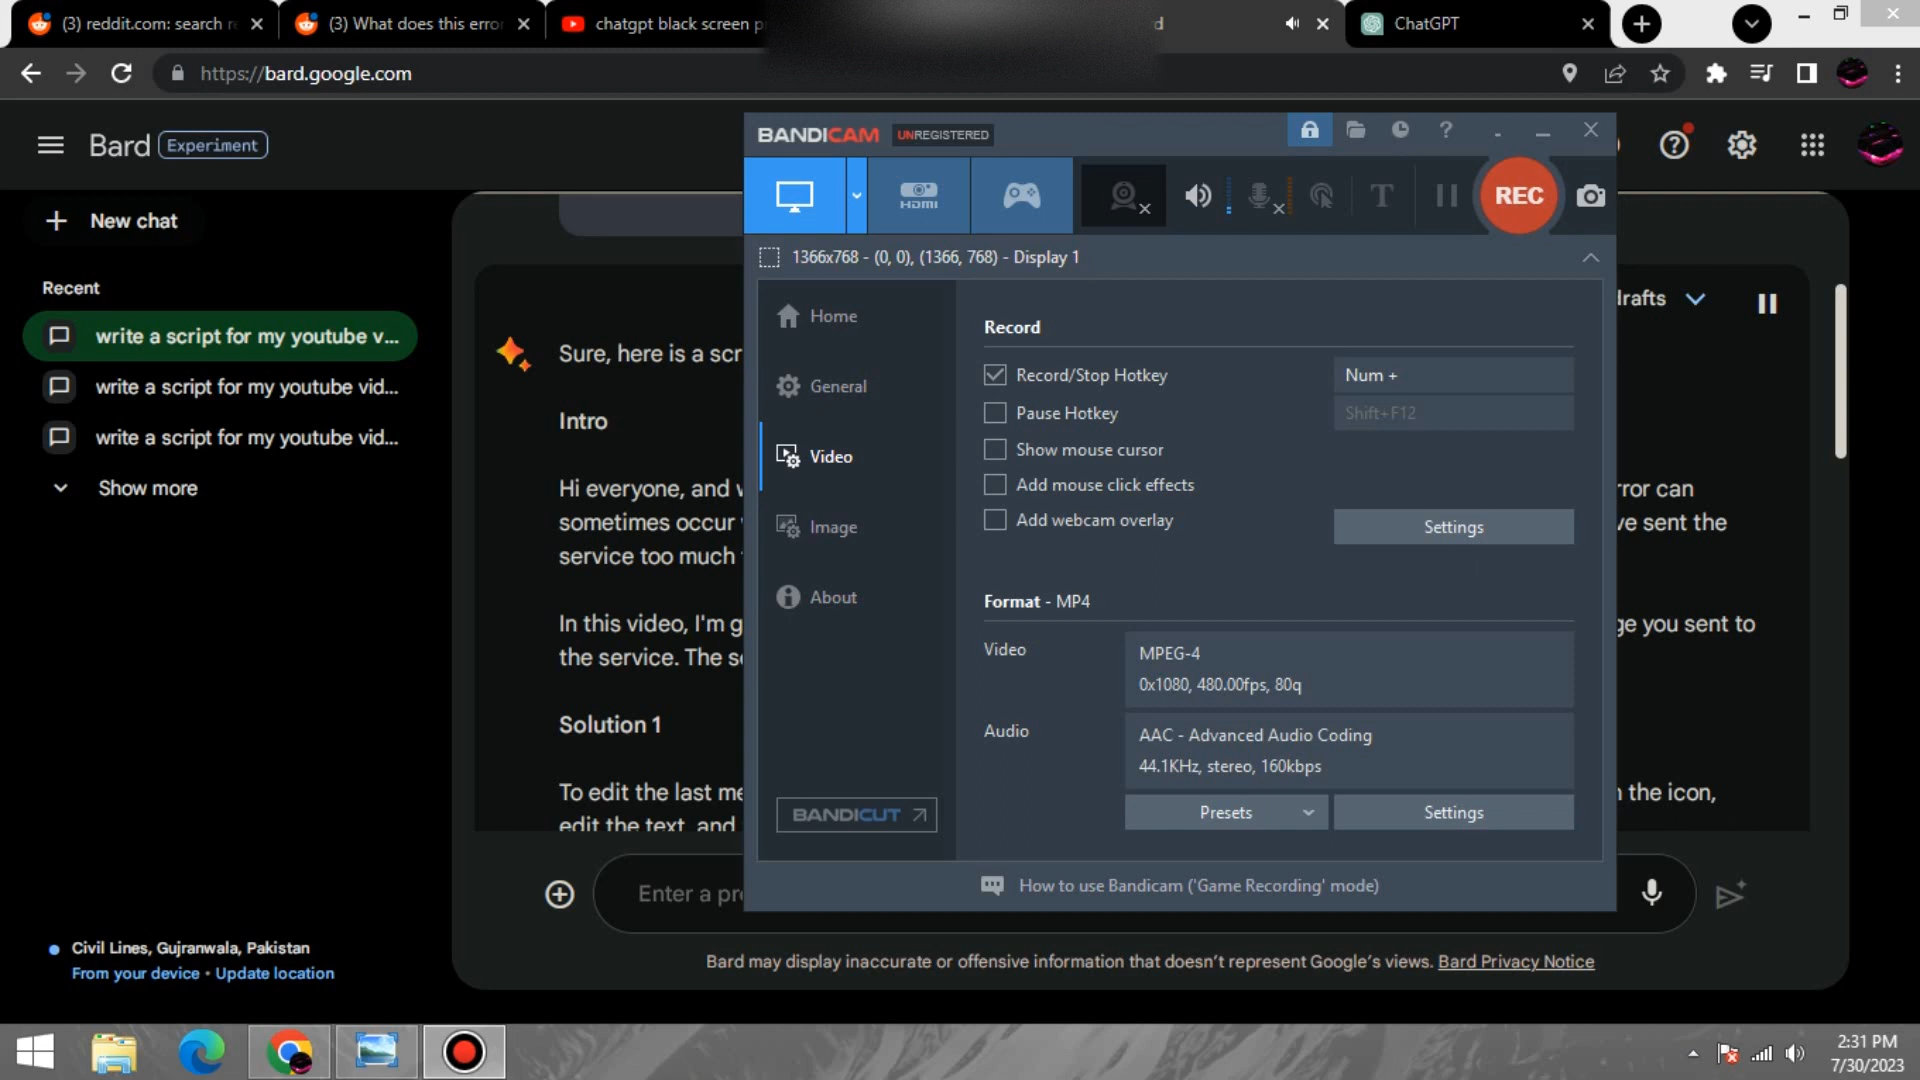 (3) reddit.com: search r
(3) What does this erro
chatgpt black screen p
d
ChatGPT
https://bard.google.com
Bard
Experiment
New chat
Recent
write a script for my youtube v...
write a script for my youtube vid...
write a script for my youtube vid...
Show more
Civil Lines, Gujranwala, Pakistan
From your device • Update location
Sure, here is a scr
Intro
Hi everyone, and w
sometimes occur
service too much
In this video, I'm g
the service. The s
Solution 1
To edit the last me
edit the text, and
drafts
rror can
ve sent the
ge you sent to
n the icon,
Enter a pr
Bard may display inaccurate or offensive information that doesn't represent Google's views. Bard Privacy Notice
BANDICAM UNREGISTERED
HDMI
T
REC
1366x768 - (0, 0), (1366, 768) - Display 1
Home
General
Video
Image
About
BANDICUT
Record
Record/Stop Hotkey
Num +
Pause Hotkey
Shift+F12
Show mouse cursor
Add mouse click effects
Add webcam overlay
Settings
Format - MP4
Video
MPEG-4
0x1080, 480.00fps, 80q
Audio
AAC - Advanced Audio Coding
44.1KHz, stereo, 160kbps
Presets
Settings
How to use Bandicam ('Game Recording' mode)
2:31 PM
7/30/2023